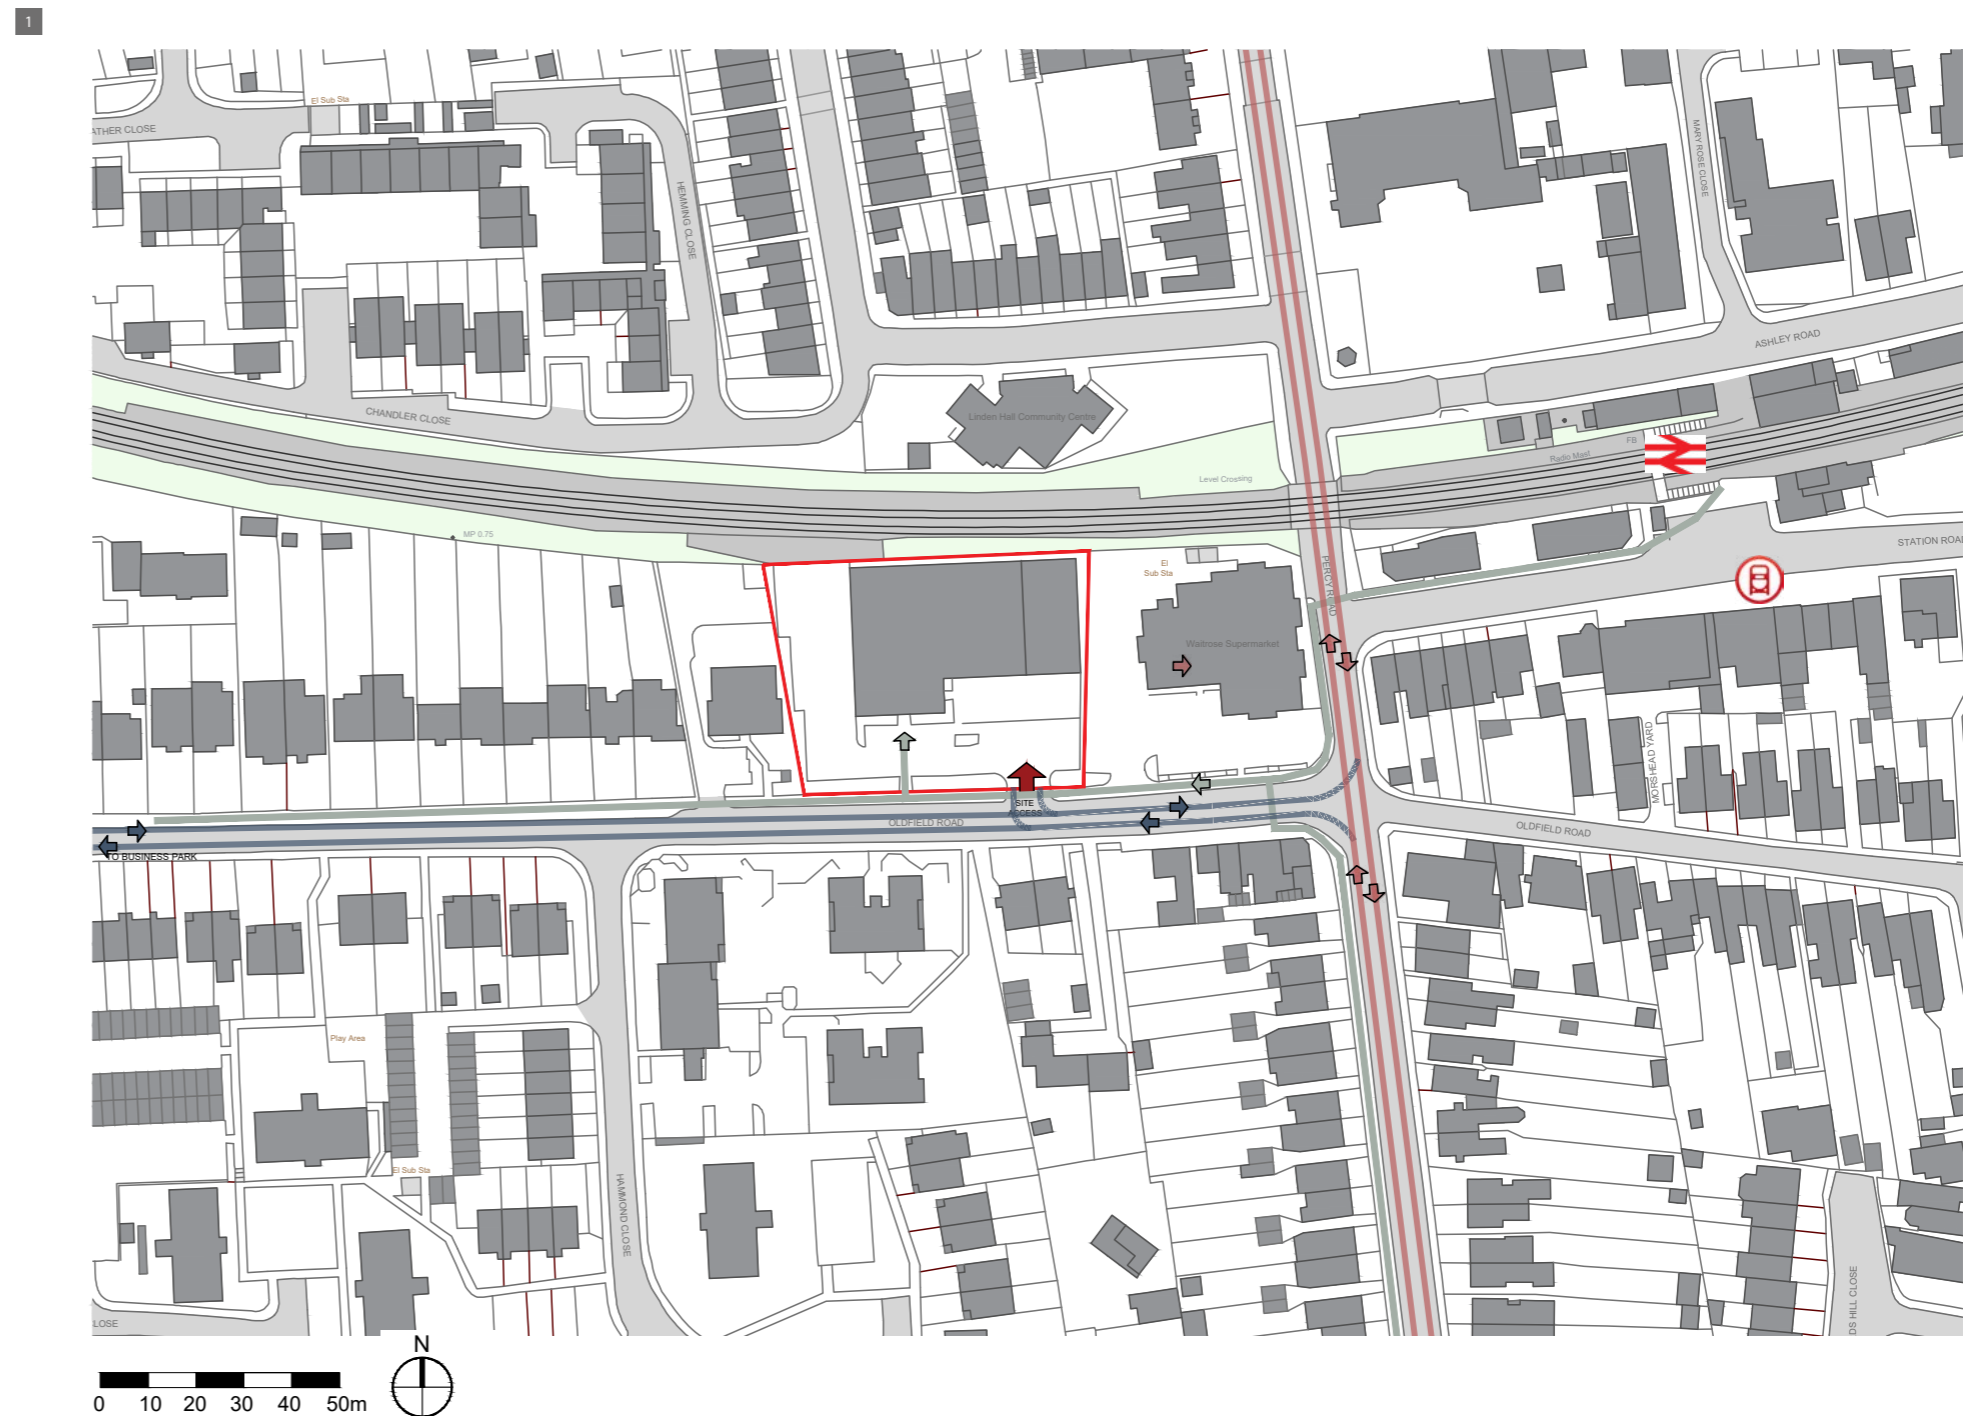 1
El Sub Sta
ATHER CLOSE
HEMMING CLOSE
MARY ROSE CLOSE
ASHLEY ROAD
CHANDLER CLOSE
Linden Hall Community Centre
FB
Radio Mast
Level Crossing
MP 0.75
STATION ROAD
El
Sub Sta
PERCY ROAD
Waitrose Supermarket
MORSHEAD YARD
SITE
ACCESS
OLDFIELD ROAD
OLDFIELD ROAD
TO BUSINESS PARK
Play Area
El Sub Sta
HAMMOND CLOSE
DS HILL CLOSE
LOSE
N
0 10 20 30 40 50m